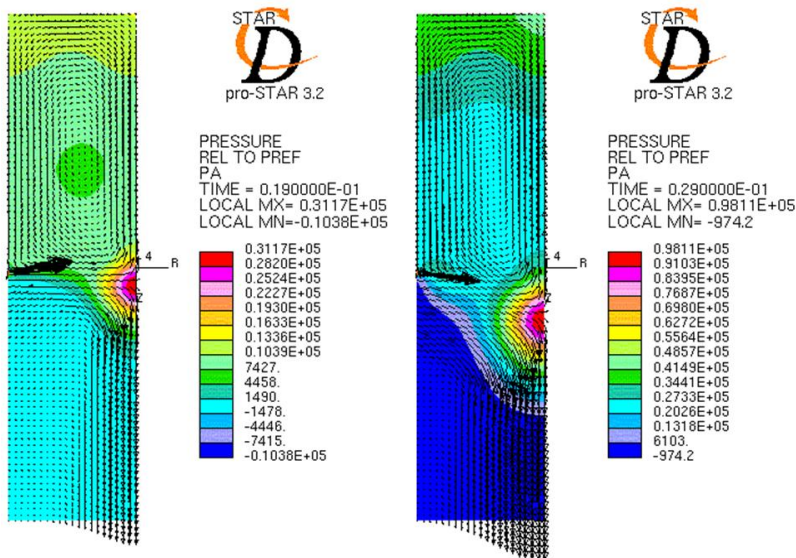 STAR
CD
pro-STAR 3.2
PRESSURE
REL TO PREF
PA
TIME = 0.190000E-01
LOCAL MX= 0.3117E+05
LOCAL MN=-0.1038E+05
0.3117E+05
0.2820E+05
0.2524E+05
0.2227E+05
0.1930E+05
0.1633E+05
0.1336E+05
0.1039E+05
7427.
4458.
1490.
-1478.
-4446.
-7415.
-0.1038E+05
4
R
Z
STAR
CD
pro-STAR 3.2
PRESSURE
REL TO PREF
PA
TIME = 0.290000E-01
LOCAL MX= 0.9811E+05
LOCAL MN= -974.2
0.9811E+05
0.9103E+05
0.8395E+05
0.7687E+05
0.6980E+05
0.6272E+05
0.5564E+05
0.4857E+05
0.4149E+05
0.3441E+05
0.2733E+05
0.2026E+05
0.1318E+05
6103.
-974.2
4
R
Z